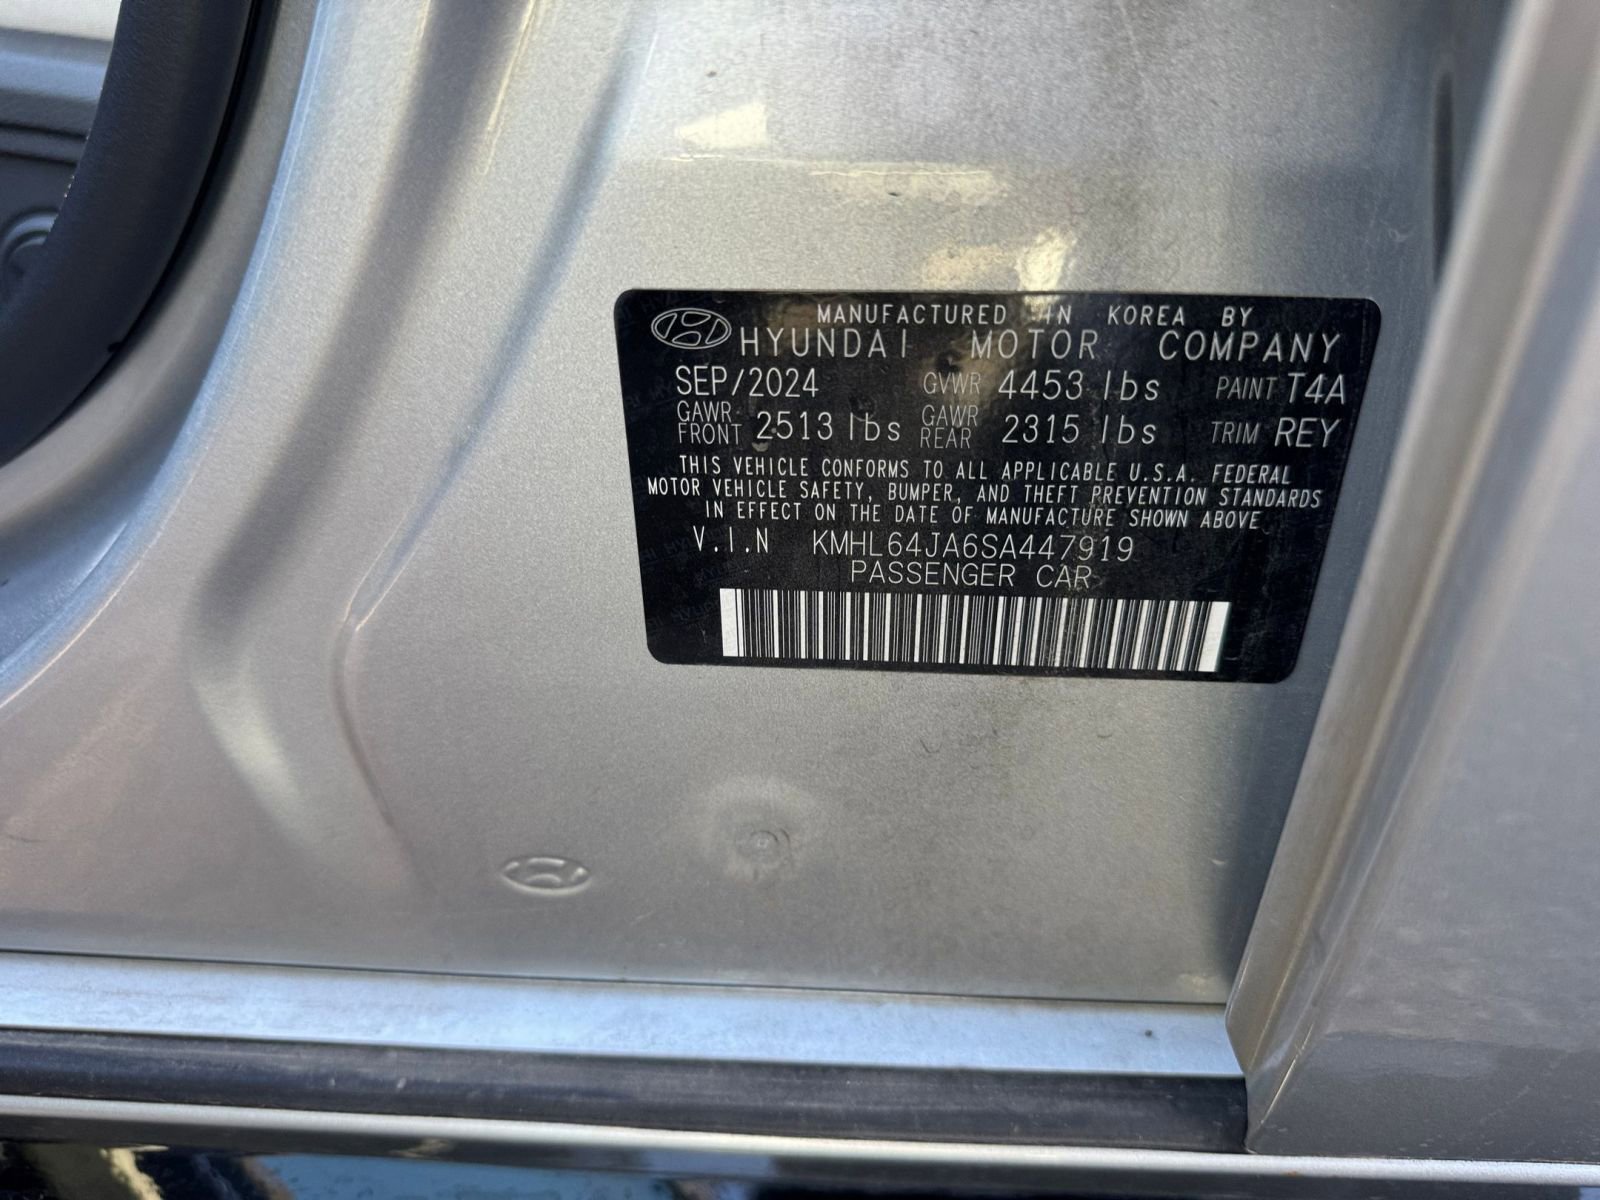 MANUFACTURED IN KOREA BY
HYUNDAI MOTOR COMPANY
SEP/2024 GVWR 4453 lbs PAINT T4A
GAWR FRONT 2513 lbs GAWR REAR 2315 lbs TRIM REY
THIS VEHICLE CONFORMS TO ALL APPLICABLE U.S.A. FEDERAL
MOTOR VEHICLE SAFETY, BUMPER, AND THEFT PREVENTION STANDARDS
IN EFFECT ON THE DATE OF MANUFACTURE SHOWN ABOVE
V.I.N KMHL64JA6SA447919
PASSENGER CAR